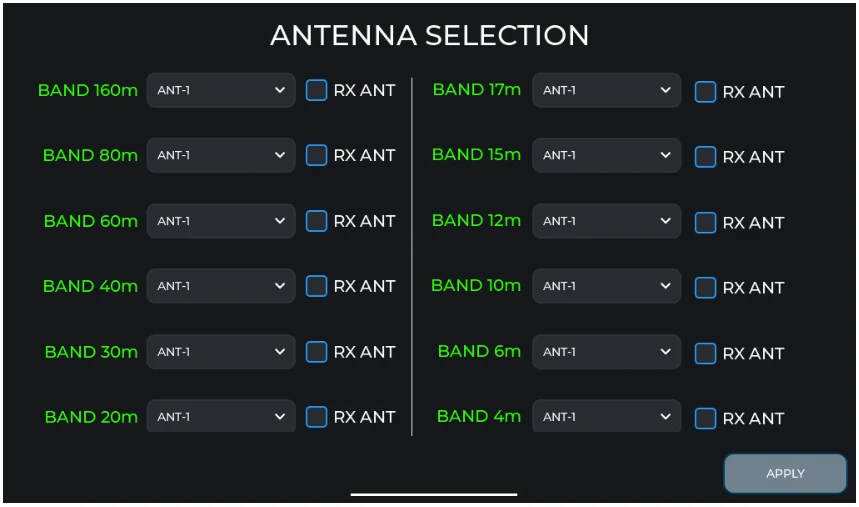 ANTENNA SELECTION
BAND 160m ANT-1 RX ANT
BAND 80m ANT-1 RX ANT
BAND 60m ANT-1 RX ANT
BAND 40m ANT-1 RX ANT
BAND 30m ANT-1 RX ANT
BAND 20m ANT-1 RX ANT
BAND 17m ANT-1 RX ANT
BAND 15m ANT-1 RX ANT
BAND 12m ANT-1 RX ANT
BAND 10m ANT-1 RX ANT
BAND 6m ANT-1 RX ANT
BAND 4m ANT-1 RX ANT
APPLY